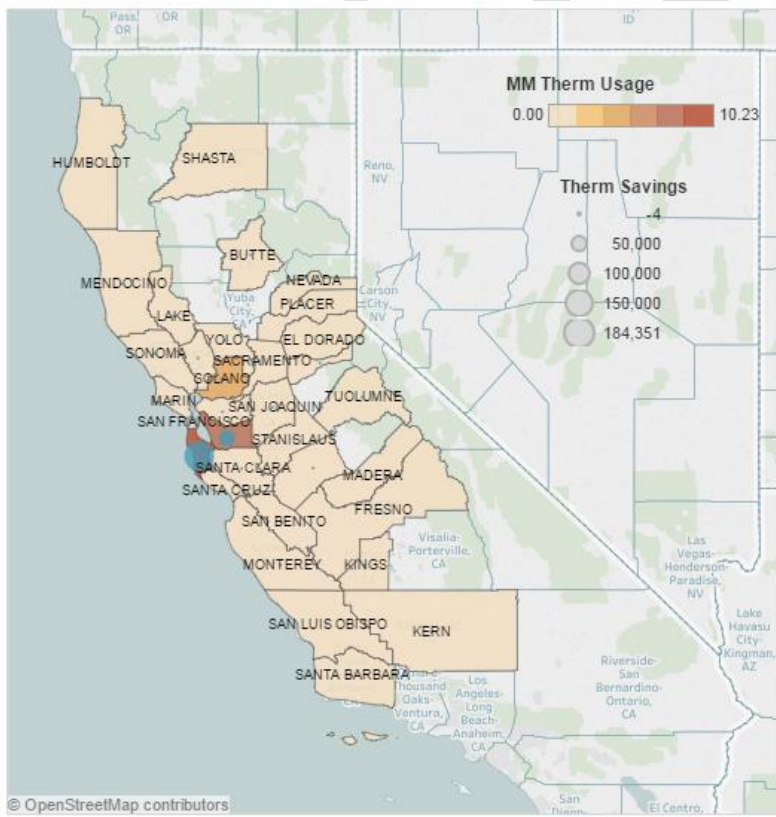 Pass,
OR
OR
ID
MM Therm Usage
0.00
10.23
Therm Savings
-4
50,000
100,000
150,000
184,351
Reno,
NV
HUMBOLDT
SHASTA
BUTTE
MENDOCINO
NEVADA
Yuba
City,
CA
PLACER
Carson
City,
NV
LAKE
YOLO
EL DORADO
SONOMA
SACRAMENTO
SOLANO
MARIN
SAN JOAQUIN
TUOLUMNE
SAN FRANCISCO
STANISLAUS
SANTA CLARA
MADERA
SANTA CRUZ
FRESNO
SAN BENITO
Visalia-
Porterville,
CA
MONTEREY
KINGS
Las
Vegas-
Henderson-
Paradise,
NV
Lake
Havasu
City-
Kingman,
AZ
SAN LUIS OBISPO
KERN
SANTA BARBARA
Thousand
Oaks-
Ventura,
CA
Los
Angeles-
Long
Beach-
Anaheim,
CA
Riverside-
San
Bernardino-
Ontario,
CA
San
El Centro,
© OpenStreetMap contributors